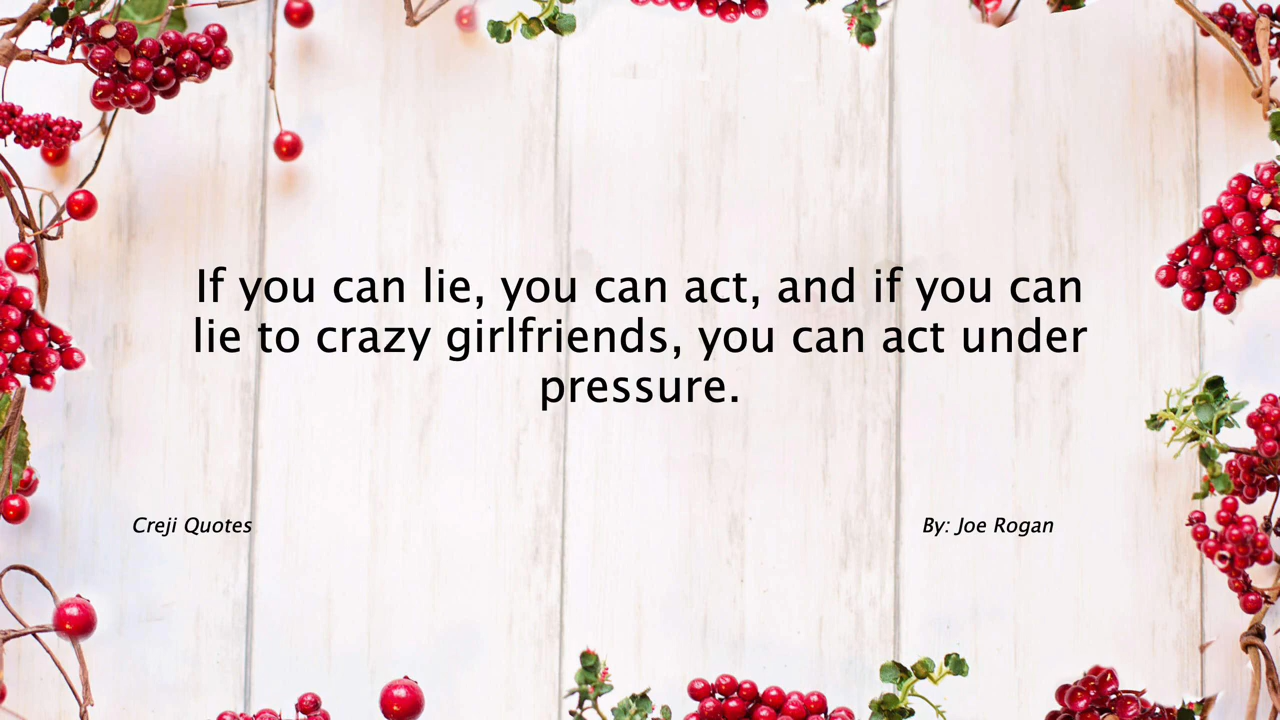 If you can lie, you can act, and if you can
lie to crazy girlfriends, you can act under
pressure.
Creji Quotes
By: Joe Rogan